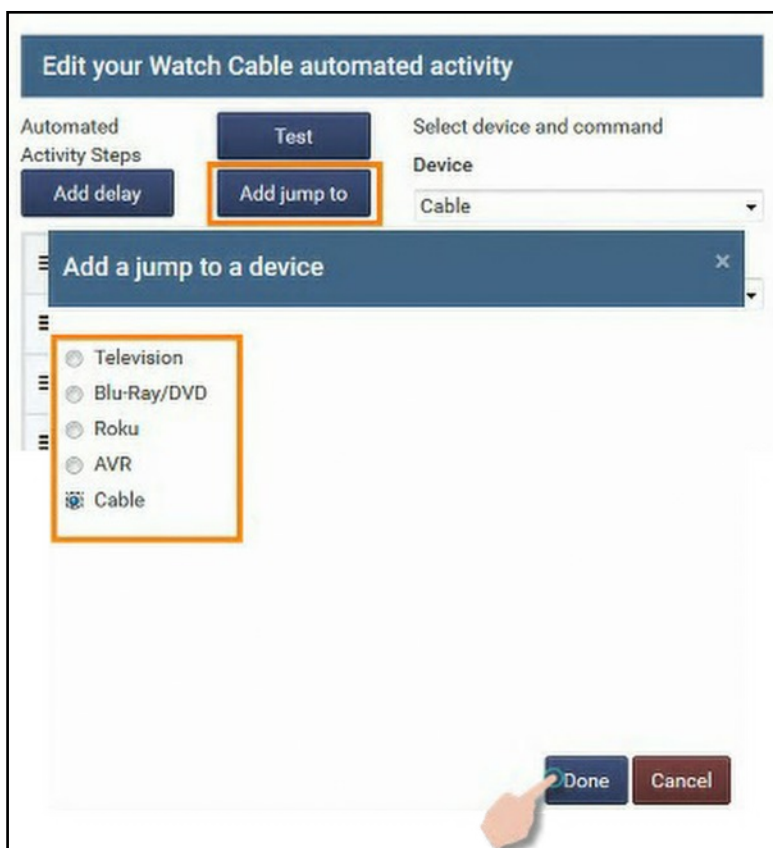 Edit your Watch Cable automated activity
Automated
Activity Steps
Test
Select device and command
Device
Add delay
Add jump to
Cable
Add a jump to a device
×
Television
Blu-Ray/DVD
Roku
AVR
Cable
Done
Cancel